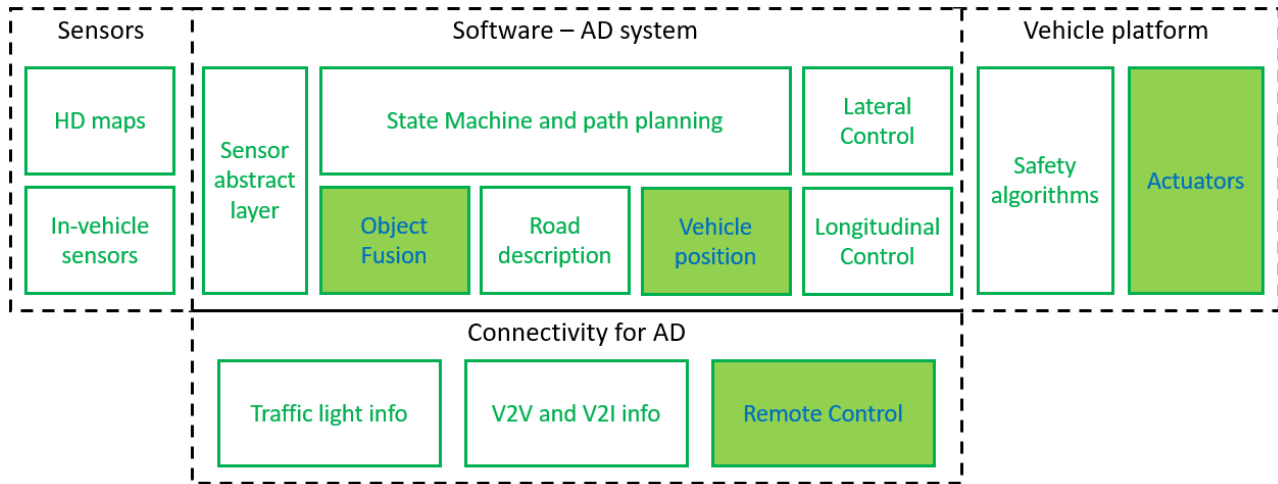 Sensors
HD maps
In-vehicle
sensors
Software – AD system
Sensor
abstract
layer
State Machine and path planning
Lateral
Control
Object
Fusion
Road
description
Vehicle
position
Longitudinal
Control
Vehicle platform
Safety
algorithms
Actuators
Connectivity for AD
Traffic light info
V2V and V2I info
Remote Control